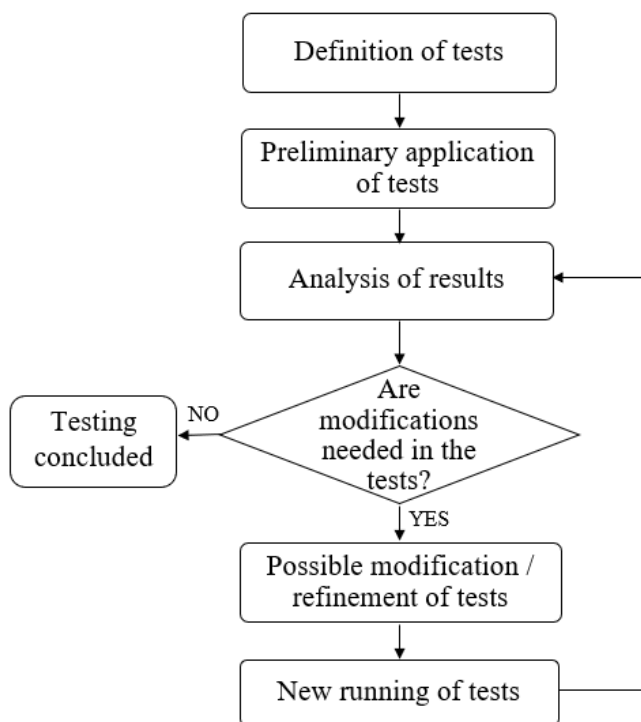 Definition of tests
Preliminary application
of tests
Analysis of results
Are
modifications
needed in the
tests?
NO
Testing
concluded
YES
Possible modification /
refinement of tests
New running of tests